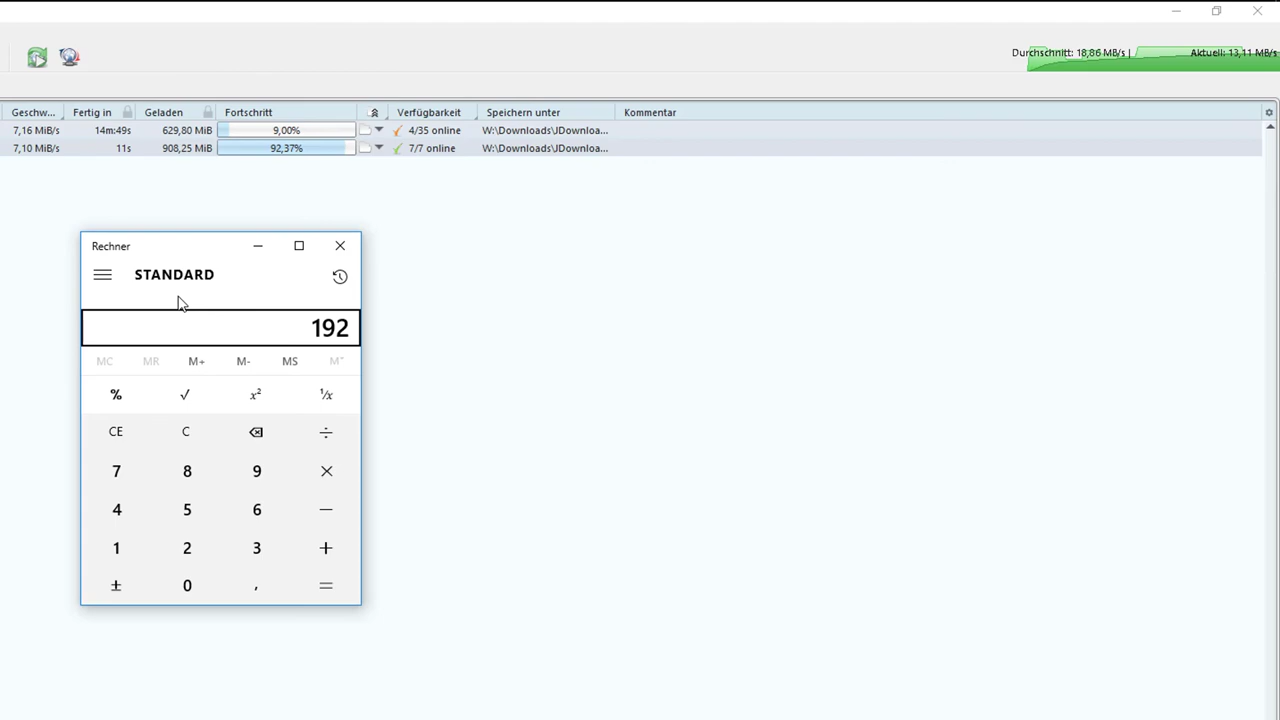 Durchschnitt: 18,86 MB/s | Aktuell: 13,11 MB/s
Geschw... Fertig in Geladen Fortschritt Verfügbarkeit Speichern unter Kommentar
7,16 MiB/s 14m:49s 629,80 MiB 9,00% 4/35 online W:\Downloads\JDownloa...
7,10 MiB/s 11s 908,25 MiB 92,37% 7/7 online W:\Downloads\JDownloa...
Rechner
STANDARD
192
MC MR M+ M- MS M˅
% √ x² ¹/x
CE C ÷
7 8 9 ×
4 5 6 −
1 2 3 +
± 0 , =